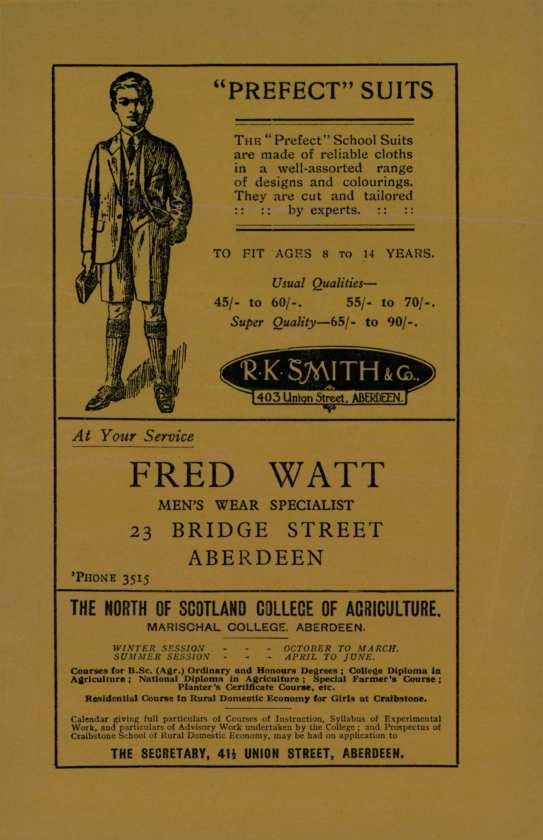 "PREFECT" SUITS
THE "Prefect" School Suits
are made of reliable cloths
in a well-assorted range
of designs and colourings.
They are cut and tailored
:: :: by experts. :: ::
TO FIT AGES 8 TO 14 YEARS.
Usual Qualities—
45/- to 60/-. 55/- to 70/-.
Super Quality—65/- to 90/-.
R.K. SMITH & Co.,
403 Union Street, ABERDEEN.
At Your Service
FRED WATT
MEN'S WEAR SPECIALIST
23 BRIDGE STREET
ABERDEEN
'PHONE 3515
THE NORTH OF SCOTLAND COLLEGE OF AGRICULTURE.
MARISCHAL COLLEGE, ABERDEEN.
WINTER SESSION - - - OCTOBER TO MARCH.
SUMMER SESSION - - - APRIL TO JUNE.
Courses for B.Sc. (Agr.) Ordinary and Honours Degrees; College Diploma in
Agriculture; National Diploma in Agriculture; Special Farmer's Course;
Planter's Certificate Course, etc.
Residential Course in Rural Domestic Economy for Girls at Craibstone.
Calendar giving full particulars of Courses of Instruction, Syllabus of Experimental
Work, and particulars of Advisory Work undertaken by the College; and Prospectus of
Craibstone School of Rural Domestic Economy, may be had on application to
THE SECRETARY, 41½ UNION STREET, ABERDEEN.